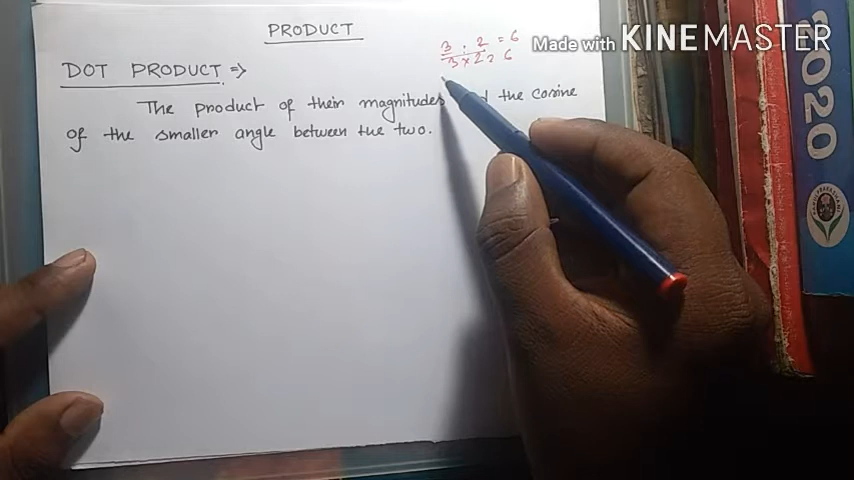 PRODUCT
3 . 2 = 6
3 × 2 = 6
Made with KINEMASTER
DOT PRODUCT ⇒
The product of their magnitudes the cosine
of the smaller angle between the two.
2020